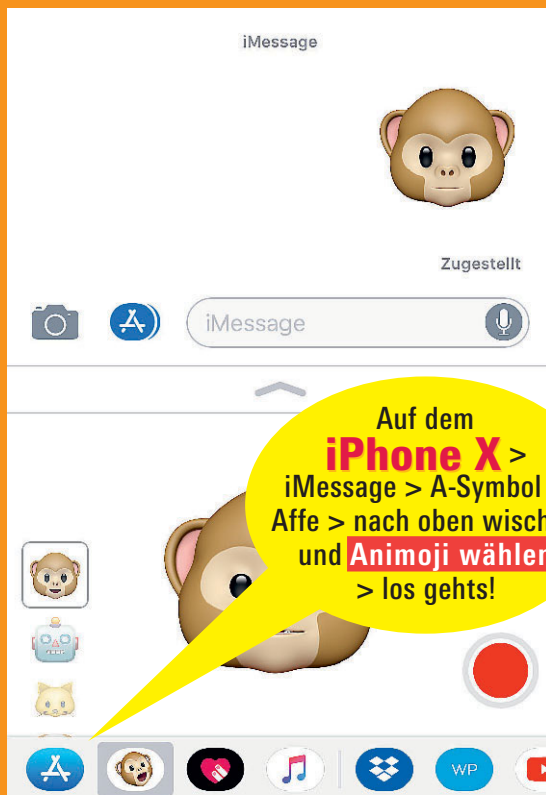 iMessage
Zugestellt
iMessage
Auf dem
iPhone X >
iMessage > A-Symbol
Affe > nach oben wisch
und Animoji wählen
> los gehts!
WP